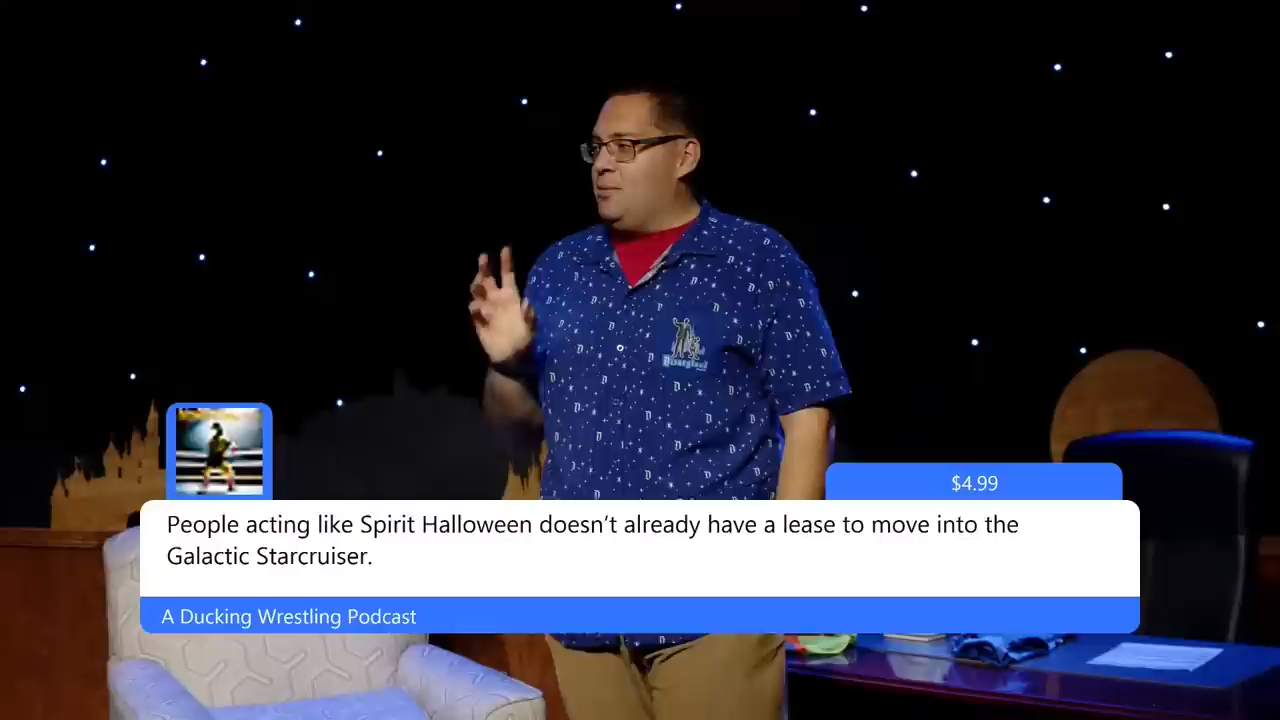 Disneyland
$4.99
People acting like Spirit Halloween doesn’t already have a lease to move into the
Galactic Starcruiser.
A Ducking Wrestling Podcast